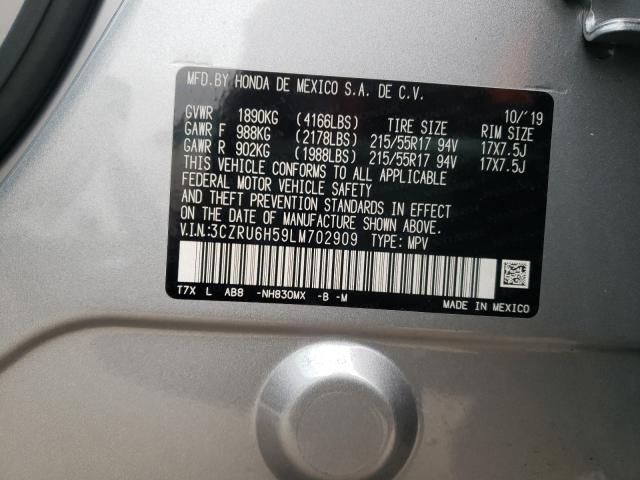 MFD.BY HONDA DE MEXICO S.A. DE C.V.
10/'19
GVWR 1890KG (4166LBS) TIRE SIZE RIM SIZE
GAWR F 988KG (2178LBS) 215/55R17 94V 17X7.5J
GAWR R 902KG (1988LBS) 215/55R17 94V 17X7.5J
THIS VEHICLE CONFORMS TO ALL APPLICABLE
FEDERAL MOTOR VEHICLE SAFETY
AND THEFT PREVENTION STANDARDS IN EFFECT
ON THE DATE OF MANUFACTURE SHOWN ABOVE.
V.I.N:3CZRU6H59LM702909 TYPE: MPV
T7X L AB8 -NH830MX -B -M
MADE IN MEXICO